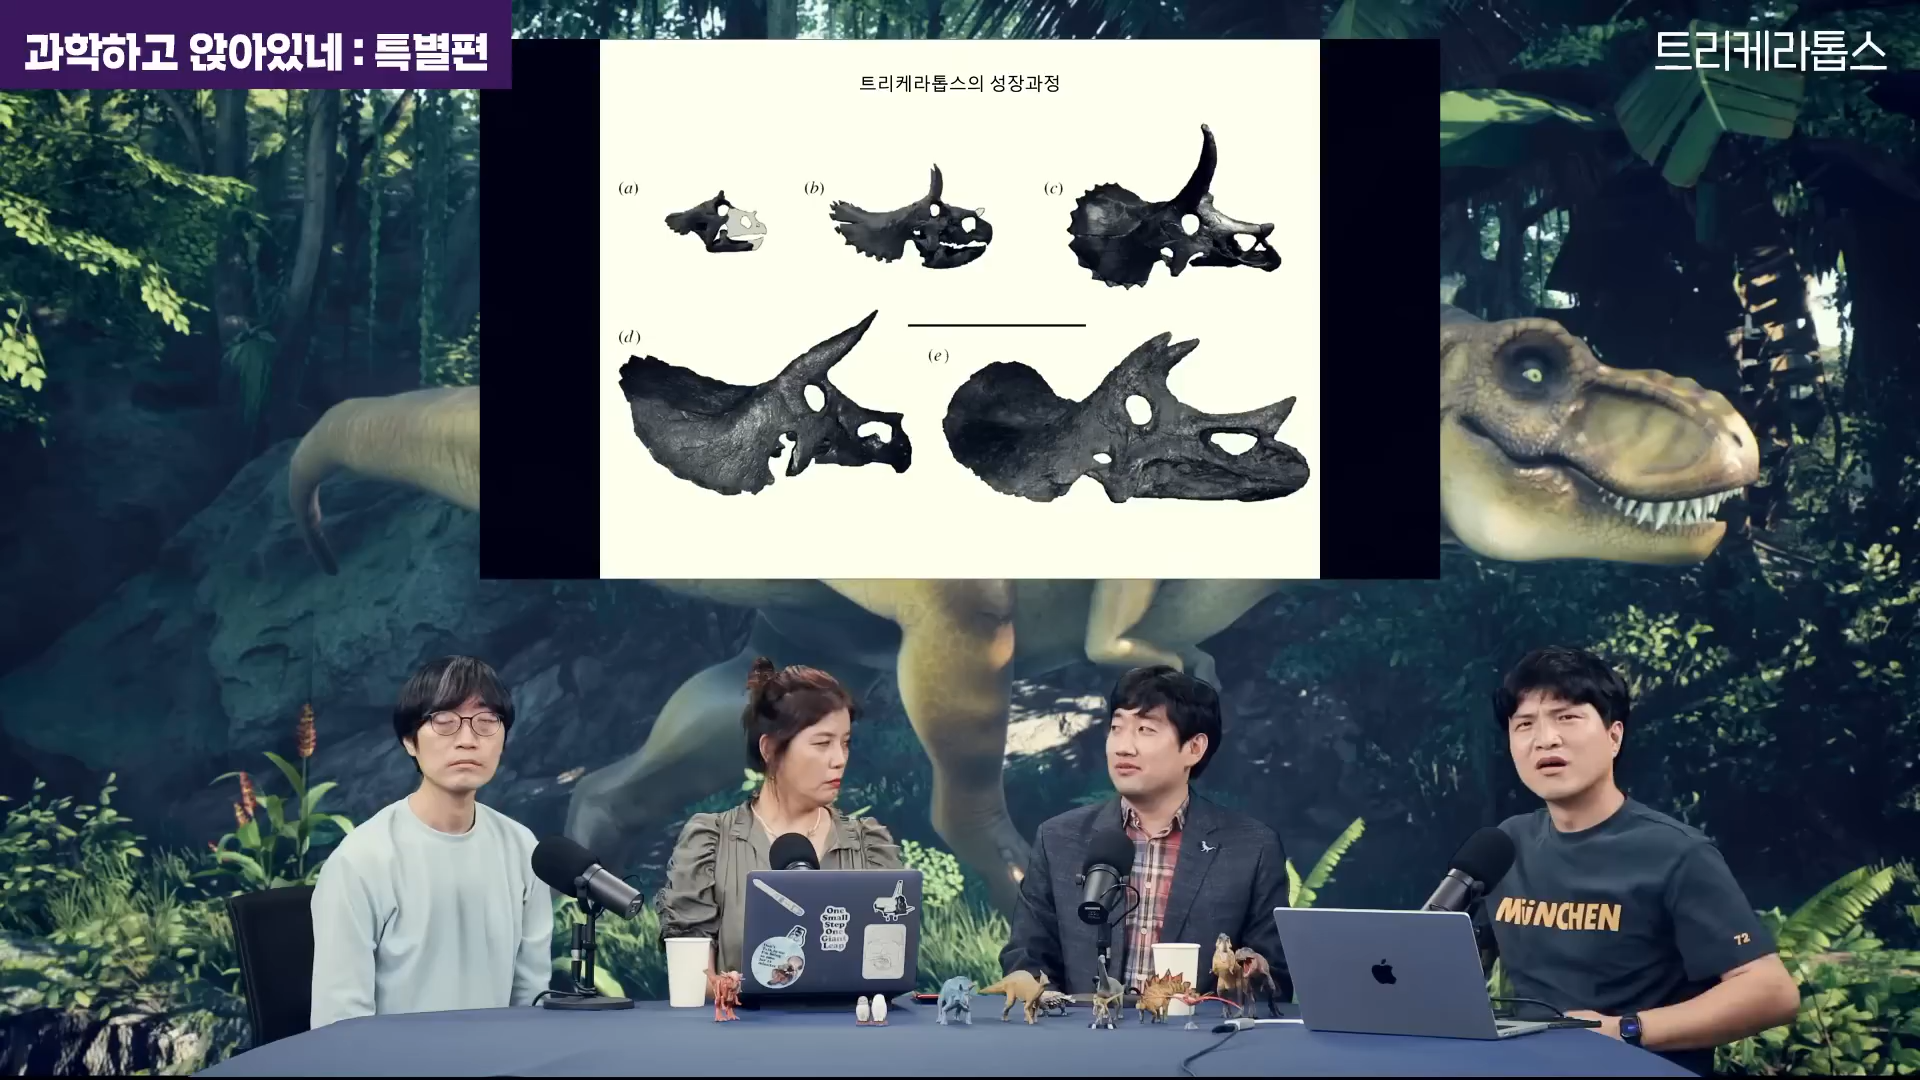 과학하고 앉아있네 : 특별편
트리케라톱스
트리케라톱스의 성장과정
(a)
(b)
(c)
(d)
(e)
One
Small
Step
One
Giant
Leap
MÜNCHEN
72